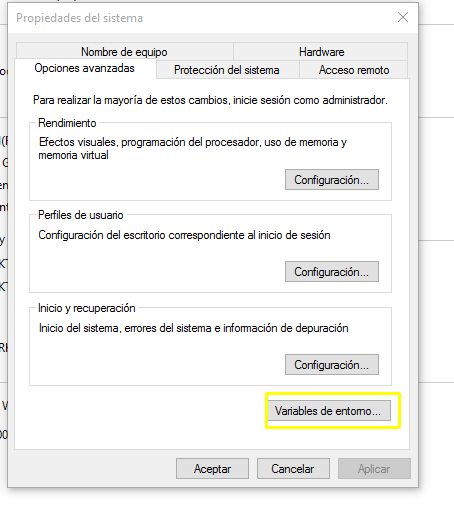 Propiedades del sistema
Nombre de equipo
Hardware
Opciones avanzadas
Protección del sistema
Acceso remoto
Para realizar la mayoría de estos cambios, inicie sesión como administrador.
Rendimiento
Efectos visuales, programación del procesador, uso de memoria y
memoria virtual
Configuración...
Perfiles de usuario
Configuración del escritorio correspondiente al inicio de sesión
Configuración...
Inicio y recuperación
Inicio del sistema, errores del sistema e información de depuración
Configuración...
Variables de entorno...
Aceptar
Cancelar
Aplicar